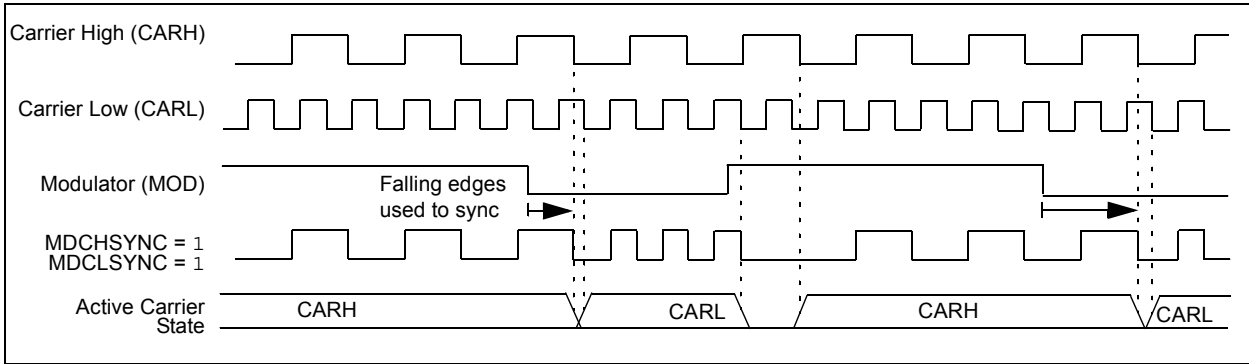 Carrier High (CARH)
Carrier Low (CARL)
Modulator (MOD)
Falling edges
used to sync
MDCHSYNC = 1
MDCLSYNC = 1
Active Carrier
State
CARH
CARL
CARH
CARL